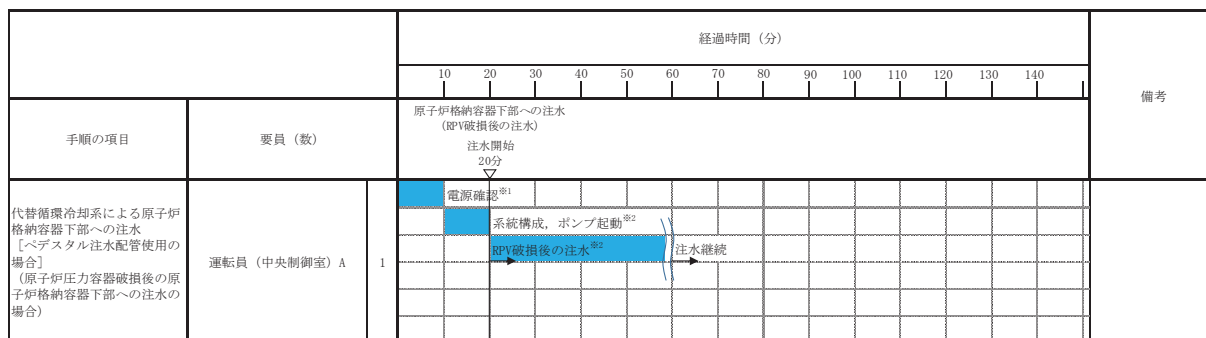 経過時間（分）
10 20 30 40 50 60 70 80 90 100 110 120 130 140
備考
手順の項目
要員（数）
原子炉格納容器下部への注水
(RPV破損後の注水)
注水開始
20分
代替循環冷却系による原子炉
格納容器下部への注水
［ペデスタル注水配管使用の
場合］
（原子炉圧力容器破損後の原
子炉格納容器下部への注水の
場合）
運転員（中央制御室）A
1
電源確認※1
系統構成，ポンプ起動※2
RPV破損後の注水※2
注水継続